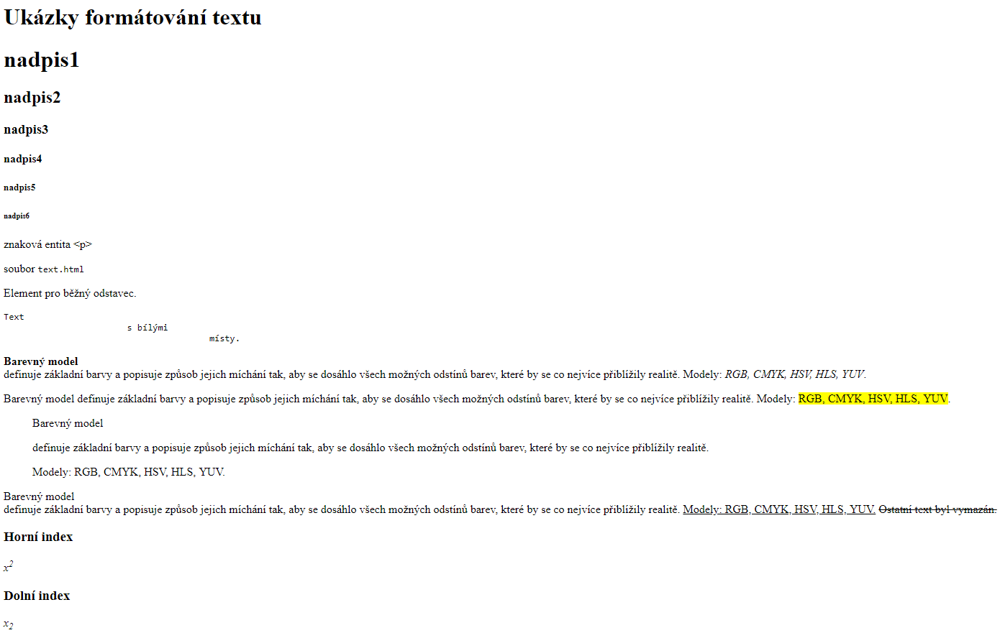 Ukázky formátování textu
nadpis1
nadpis2
nadpis3
nadpis4
nadpis5
nadpis6
znaková entita <p>
soubor text.html
Element pro běžný odstavec.
Text
s bílými
místy.
Barevný model
definuje základní barvy a popisuje způsob jejich míchání tak, aby se dosáhlo všech možných odstínů barev, které by se co nejvíce přiblížily realitě. Modely: RGB, CMYK, HSV, HLS, YUV.
Barevný model definuje základní barvy a popisuje způsob jejich míchání tak, aby se dosáhlo všech možných odstínů barev, které by se co nejvíce přiblížily realitě. Modely: RGB, CMYK, HSV, HLS, YUV.
Barevný model
definuje základní barvy a popisuje způsob jejich míchání tak, aby se dosáhlo všech možných odstínů barev, které by se co nejvíce přiblížily realitě.
Modely: RGB, CMYK, HSV, HLS, YUV.
Barevný model
definuje základní barvy a popisuje způsob jejich míchání tak, aby se dosáhlo všech možných odstínů barev, které by se co nejvíce přiblížily realitě. Modely: RGB, CMYK, HSV, HLS, YUV. Ostatní text byl vymazán.
Horní index
x²
Dolní index
x₂